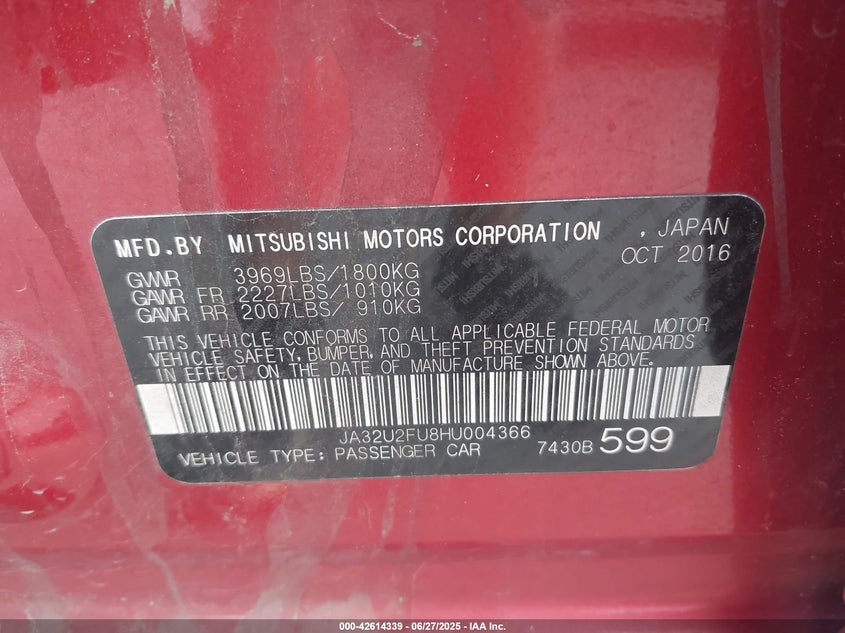 MFD.BY MITSUBISHI MOTORS CORPORATION , JAPAN
OCT 2016
GVWR 3969LBS/1800KG
GAWR FR 2227LBS/1010KG
GAWR RR 2007LBS/ 910KG
THIS VEHICLE CONFORMS TO ALL APPLICABLE FEDERAL MOTOR
VEHICLE SAFETY, BUMPER, AND THEFT PREVENTION STANDARDS
IN EFFECT ON THE DATE OF MANUFACTURE SHOWN ABOVE.
JA32U2FU8HU004366
VEHICLE TYPE: PASSENGER CAR 7430B 599
000-42614339 - 06/27/2025 - IAA Inc.